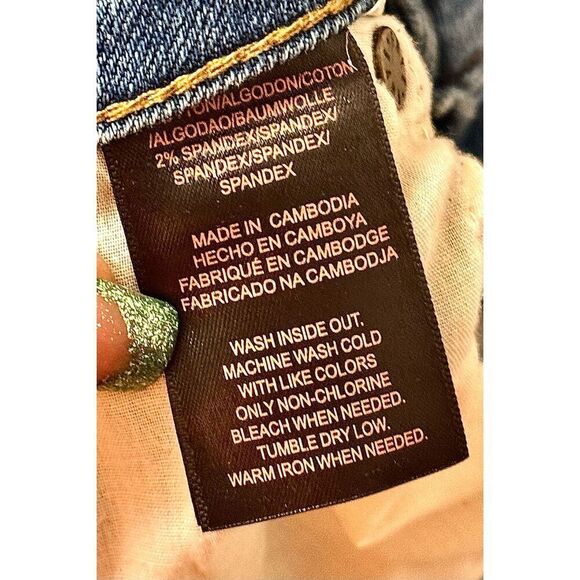 /ALGODON/COTON
/ALGODAO/BAUMWOLLE
2% SPANDEX/SPANDEX/
SPANDEX/SPANDEX/
SPANDEX
MADE IN CAMBODIA
HECHO EN CAMBOYA
FABRIQUÉ EN CAMBODGE
FABRICADO NA CAMBODJA
WASH INSIDE OUT.
MACHINE WASH COLD
WITH LIKE COLORS
ONLY NON-CHLORINE
BLEACH WHEN NEEDED.
TUMBLE DRY LOW.
WARM IRON WHEN NEEDED.